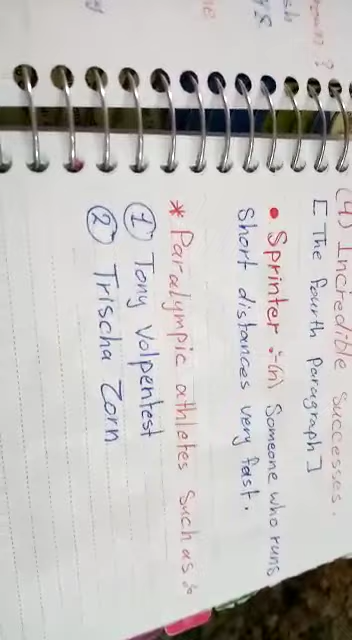 (4) Incredible successes.
[The Fourth Paragraph]
• Sprinter :-(n) Someone who runs
Short distances very fast.
* Paralympic athletes Such as :-
① Tony Volpentest
② Trischa Zorn